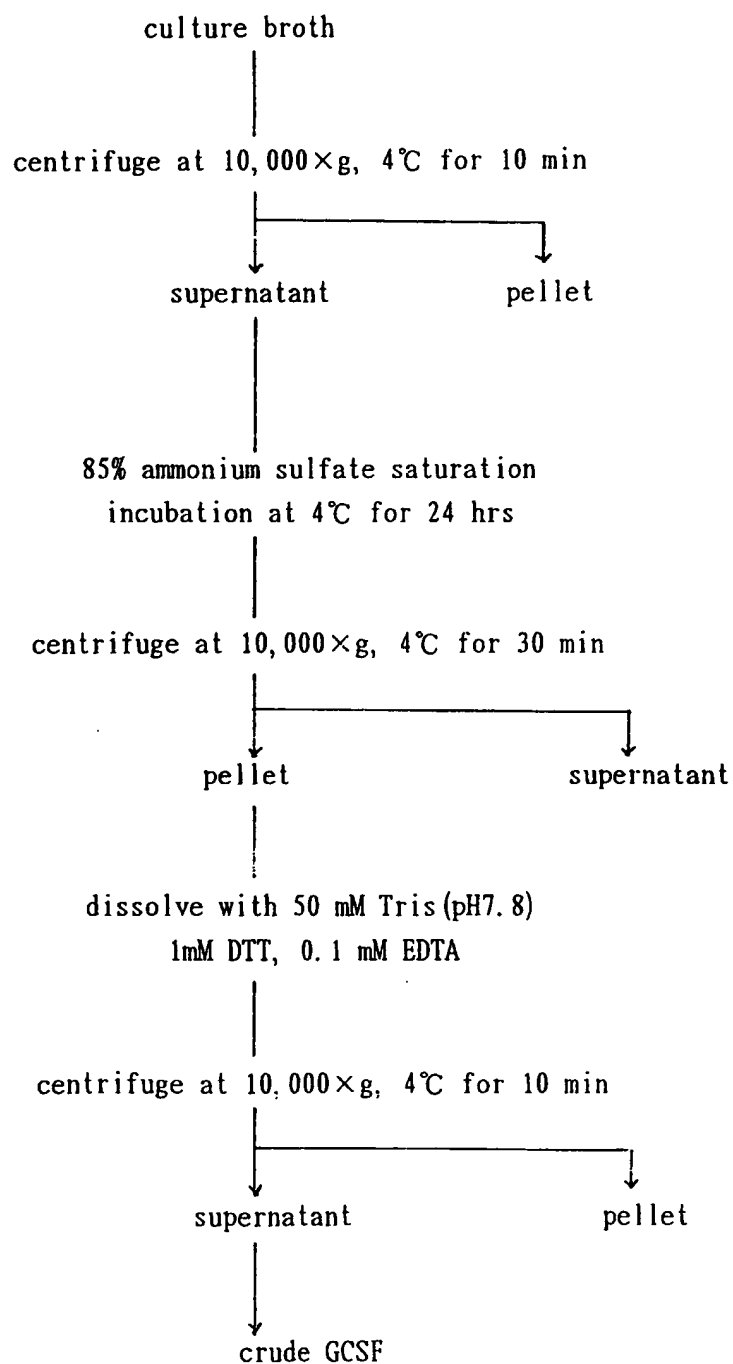 culture broth
centrifuge at 10,000×g, 4℃ for 10 min
supernatant
pellet
85% ammonium sulfate saturation
incubation at 4℃ for 24 hrs
centrifuge at 10,000×g, 4℃ for 30 min
pellet
supernatant
dissolve with 50 mM Tris(pH7.8)
1mM DTT, 0.1 mM EDTA
centrifuge at 10,000×g, 4℃ for 10 min
supernatant
pellet
crude GCSF